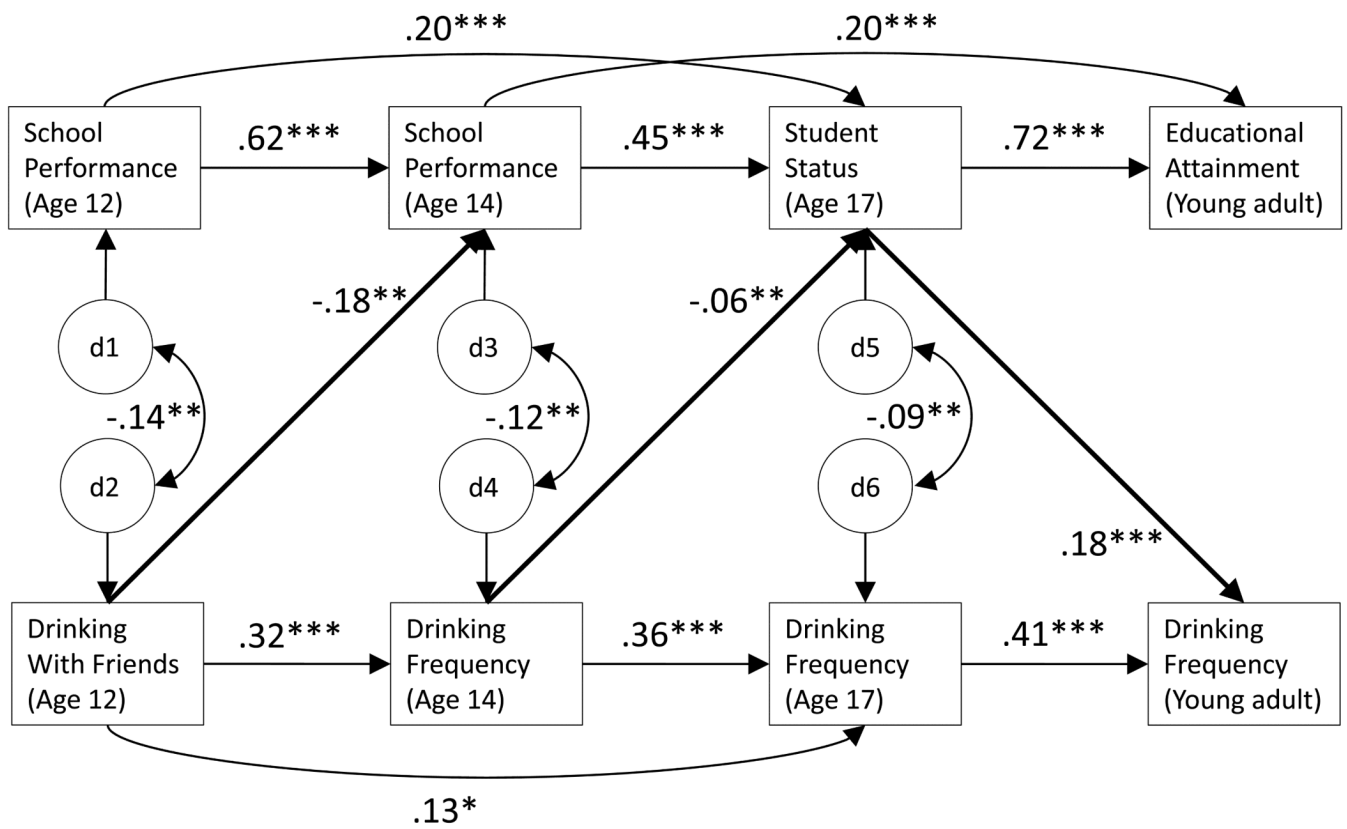 .20***
.20***
School
Performance
(Age 12)
.62***
School
Performance
(Age 14)
.45***
Student
Status
(Age 17)
.72***
Educational
Attainment
(Young adult)
-.18**
-.06**
d1
d3
d5
-.14**
-.12**
-.09**
d2
d4
d6
.18***
Drinking
With Friends
(Age 12)
.32***
Drinking
Frequency
(Age 14)
.36***
Drinking
Frequency
(Age 17)
.41***
Drinking
Frequency
(Young adult)
.13*